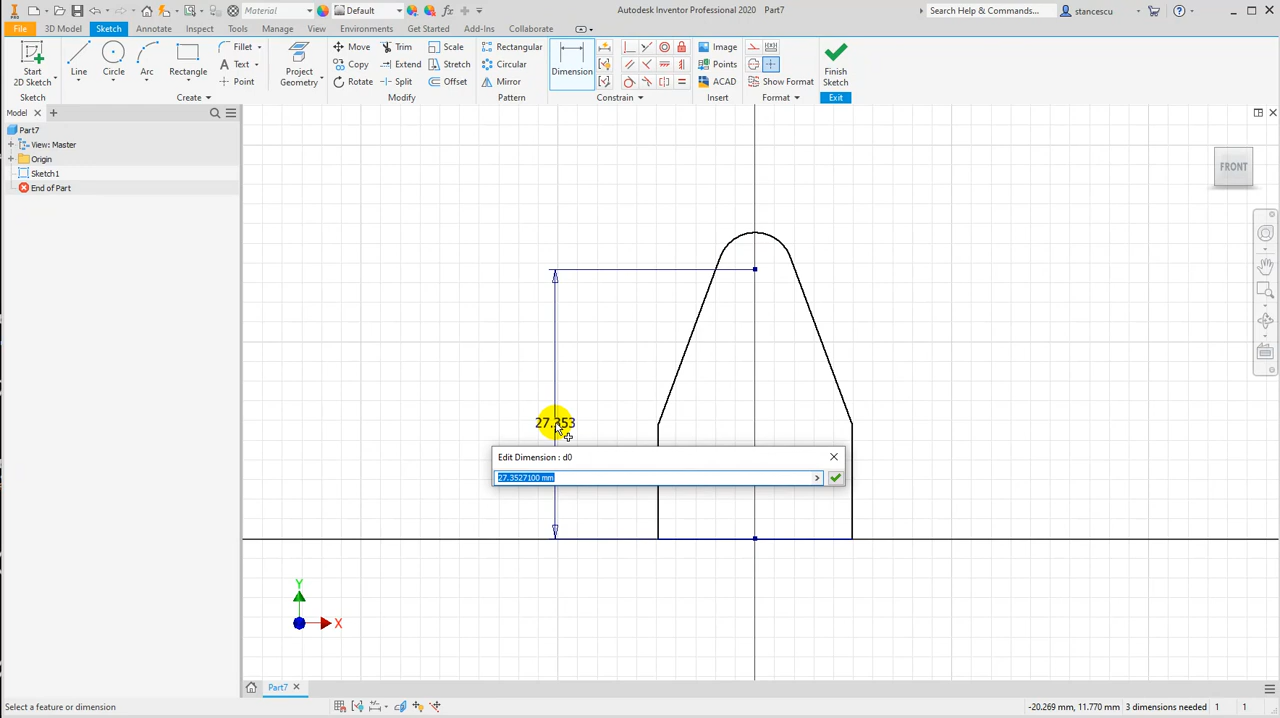 Material
Default
Autodesk Inventor Professional 2020 Part7
Search Help & Commands...
stancescu
File
3D Model
Sketch
Annotate
Inspect
Tools
Manage
View
Environments
Get Started
Add-Ins
Collaborate
Start
2D Sketch
Line
Circle
Arc
Rectangle
Fillet
Text
Point
Project
Geometry
Move
Copy
Rotate
Trim
Extend
Split
Scale
Stretch
Offset
Rectangular
Circular
Mirror
Dimension
Image
Points
ACAD
Show Format
Finish
Sketch
Sketch
Create
Modify
Pattern
Constrain
Insert
Format
Exit
Model
Part7
View: Master
Origin
Sketch1
End of Part
FRONT
27.353
Edit Dimension : d0
27.3527100 mm
Y
X
Part7
Select a feature or dimension
-20.269 mm, 11.770 mm
3 dimensions needed
1
1